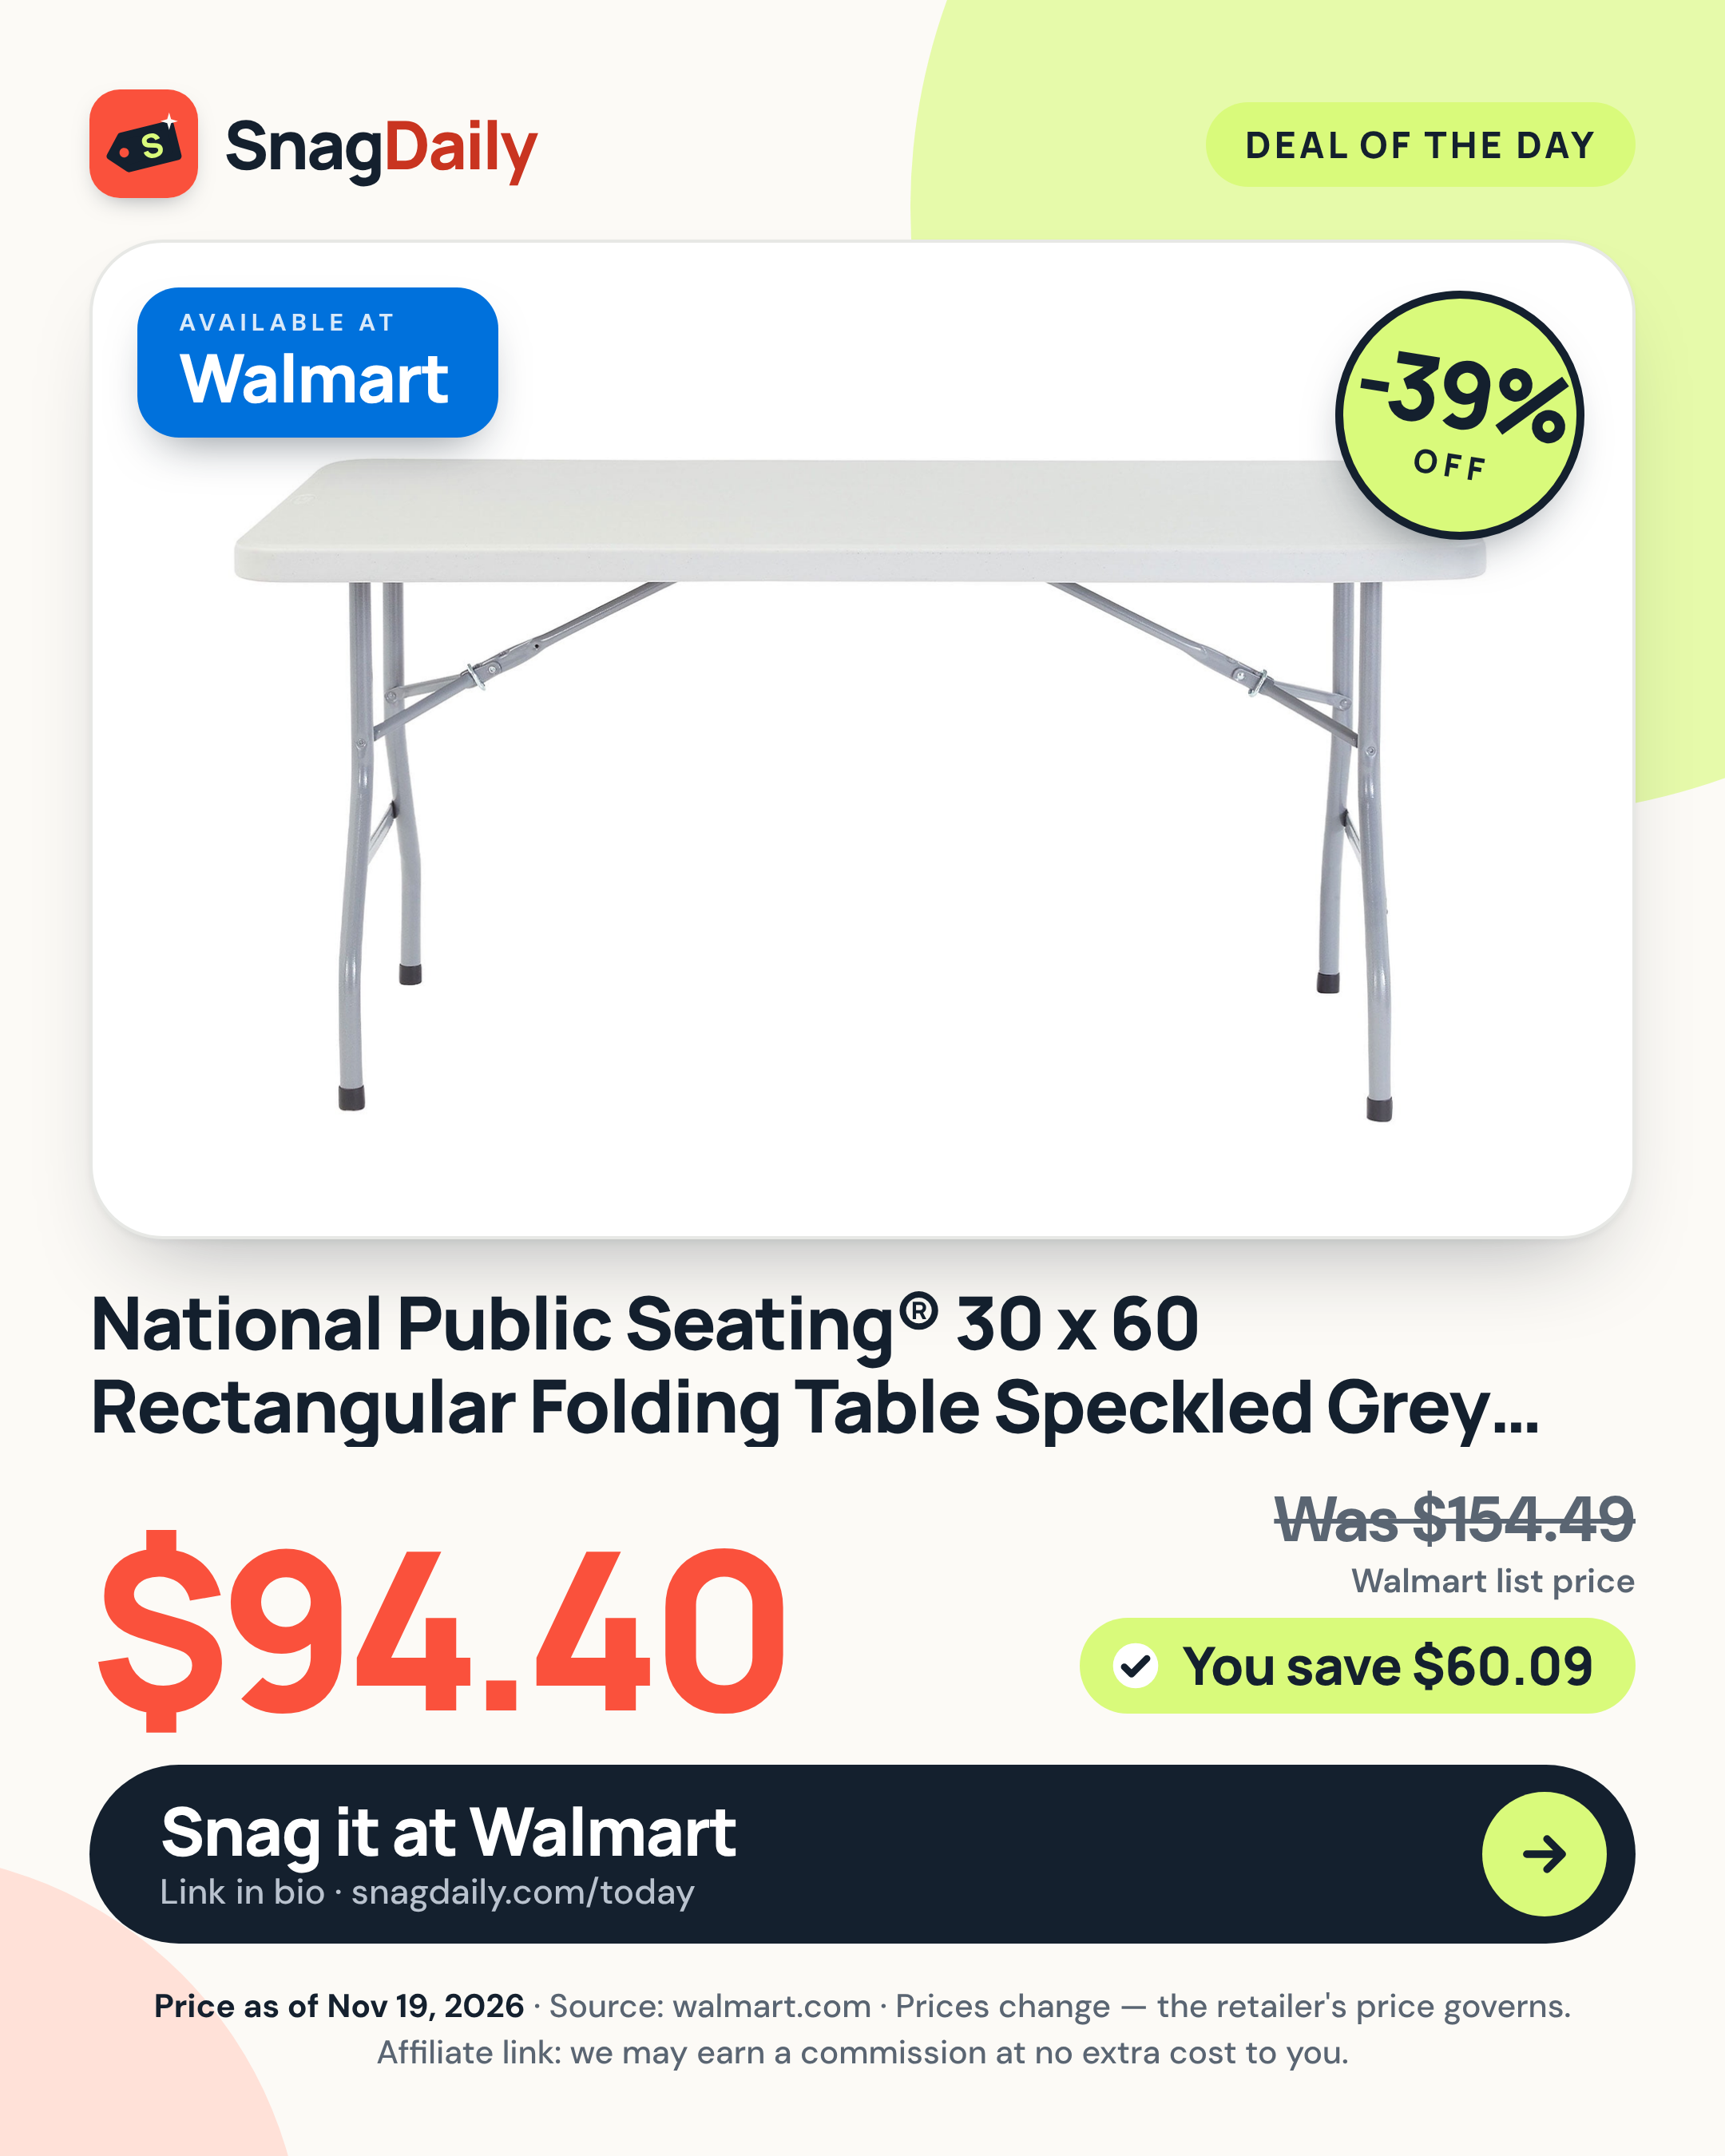 S
SnagDaily
DEAL OF THE DAY
AVAILABLE AT
Walmart
-39%
OFF
National Public Seating® 30 x 60
Rectangular Folding Table Speckled Grey...
Was $154.49
Walmart list price
$94.40
You save $60.09
Snag it at Walmart
Link in bio · snagdaily.com/today
Price as of Nov 19, 2026 · Source: walmart.com · Prices change — the retailer's price governs.
Affiliate link: we may earn a commission at no extra cost to you.